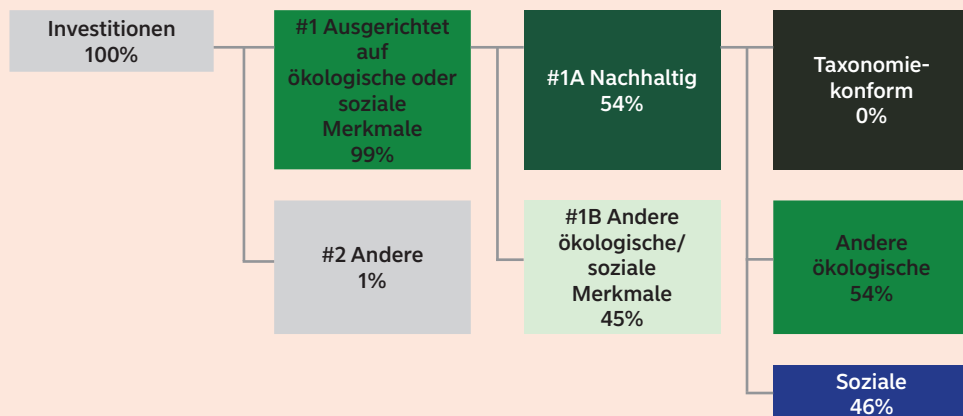 Investitionen
100%
#1 Ausgerichtet
auf
ökologische oder
soziale
Merkmale
99%
#2 Andere
1%
#1A Nachhaltig
54%
#1B Andere
ökologische/
soziale
Merkmale
45%
Taxonomie-
konform
0%
Andere
ökologische
54%
Soziale
46%